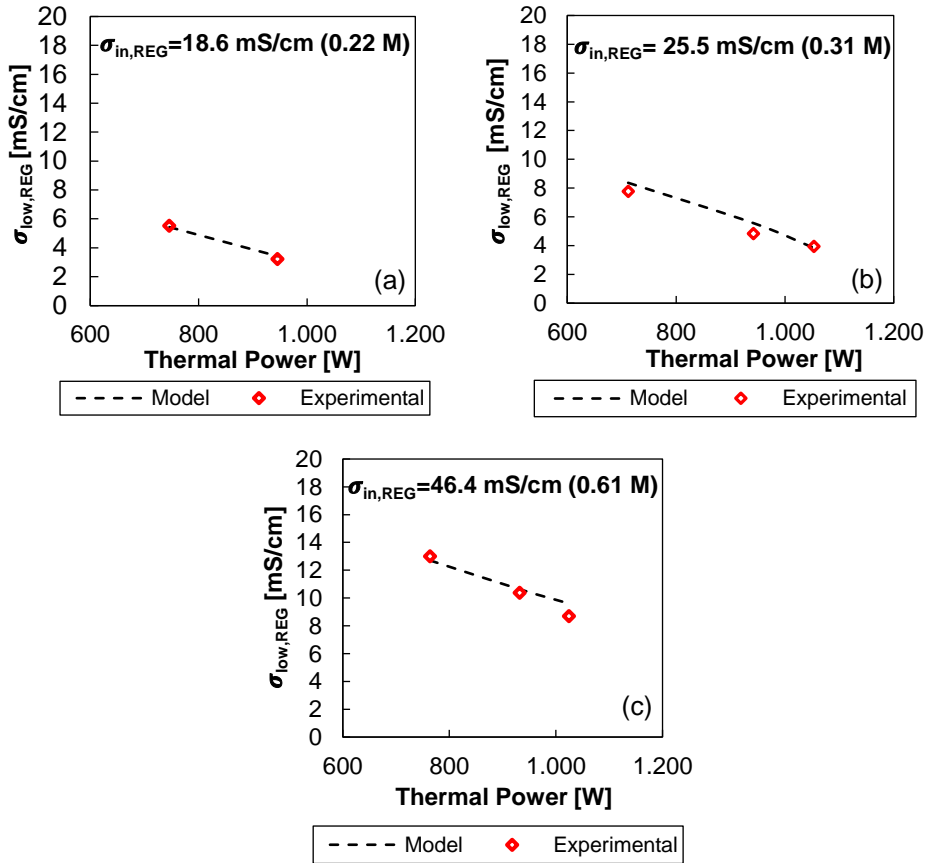 σin,REG=18.6 mS/cm (0.22 M)
σlow,REG [mS/cm]
20
18
16
14
12
10
8
6
4
2
0
(a)
600 800 1.000 1.200
Thermal Power [W]
Model Experimental
σin,REG= 25.5 mS/cm (0.31 M)
σlow,REG [mS/cm]
20
18
16
14
12
10
8
6
4
2
0
(b)
600 800 1.000 1.200
Thermal Power [W]
Model Experimental
σin,REG=46.4 mS/cm (0.61 M)
σlow,REG [mS/cm]
20
18
16
14
12
10
8
6
4
2
0
(c)
600 800 1.000 1.200
Thermal Power [W]
Model Experimental